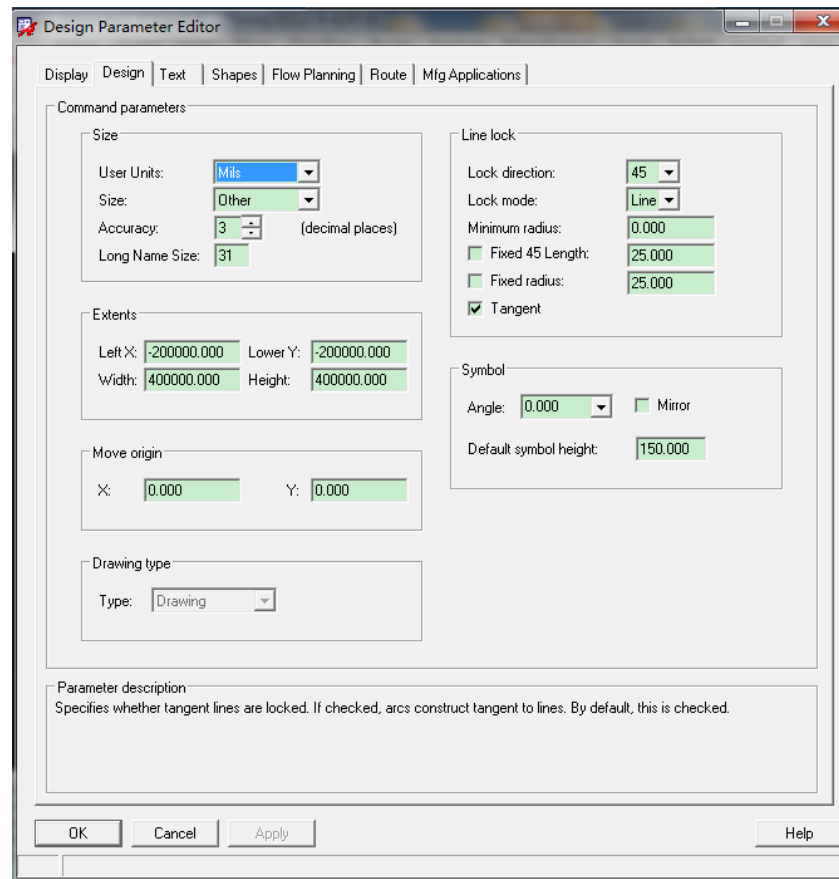 Design Parameter Editor
Display Design Text Shapes Flow Planning Route Mfg Applications
Command parameters
Size
User Units: Mils
Size: Other
Accuracy: 3 (decimal places)
Long Name Size: 31
Extents
Left X: -200000.000 Lower Y: -200000.000
Width: 400000.000 Height: 400000.000
Move origin
X: 0.000 Y: 0.000
Drawing type
Type: Drawing
Line lock
Lock direction: 45
Lock mode: Line
Minimum radius: 0.000
Fixed 45 Length: 25.000
Fixed radius: 25.000
Tangent
Symbol
Angle: 0.000 Mirror
Default symbol height: 150.000
Parameter description
Specifies whether tangent lines are locked. If checked, arcs construct tangent to lines. By default, this is checked.
OK Cancel Apply Help